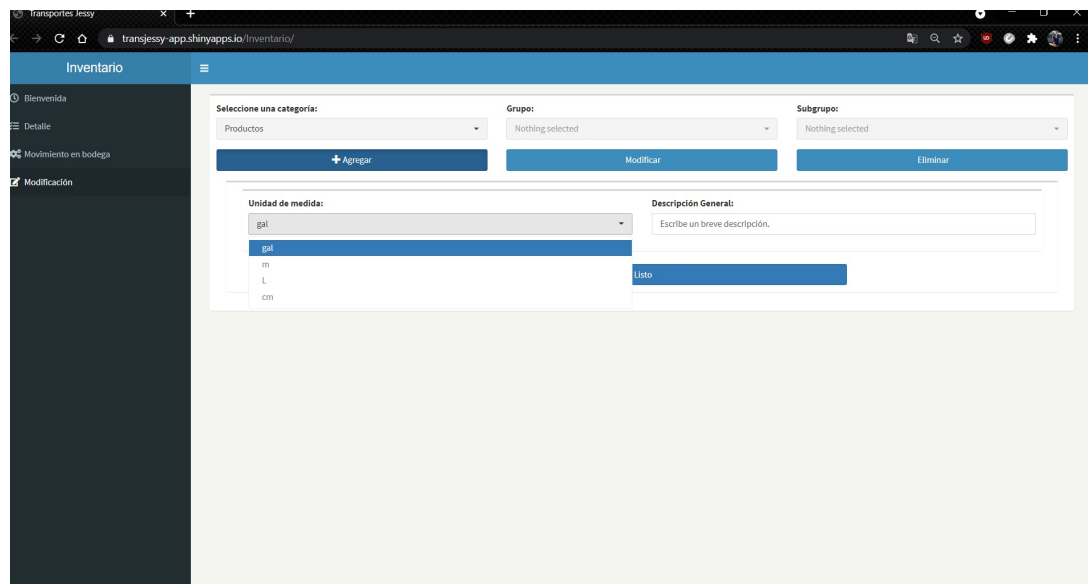 Transportes Jessy
transjessy-app.shinyapps.io/Inventario/
Inventario
Bienvenida
Detalle
Movimiento en bodega
Modificación
Seleccione una categoría:
Grupo:
Subgrupo:
Productos
Nothing selected
Nothing selected
Agregar
Modificar
Eliminar
Unidad de medida:
Descripción General:
gal
Escribe un breve descripción.
gal
m
L
cm
Listo